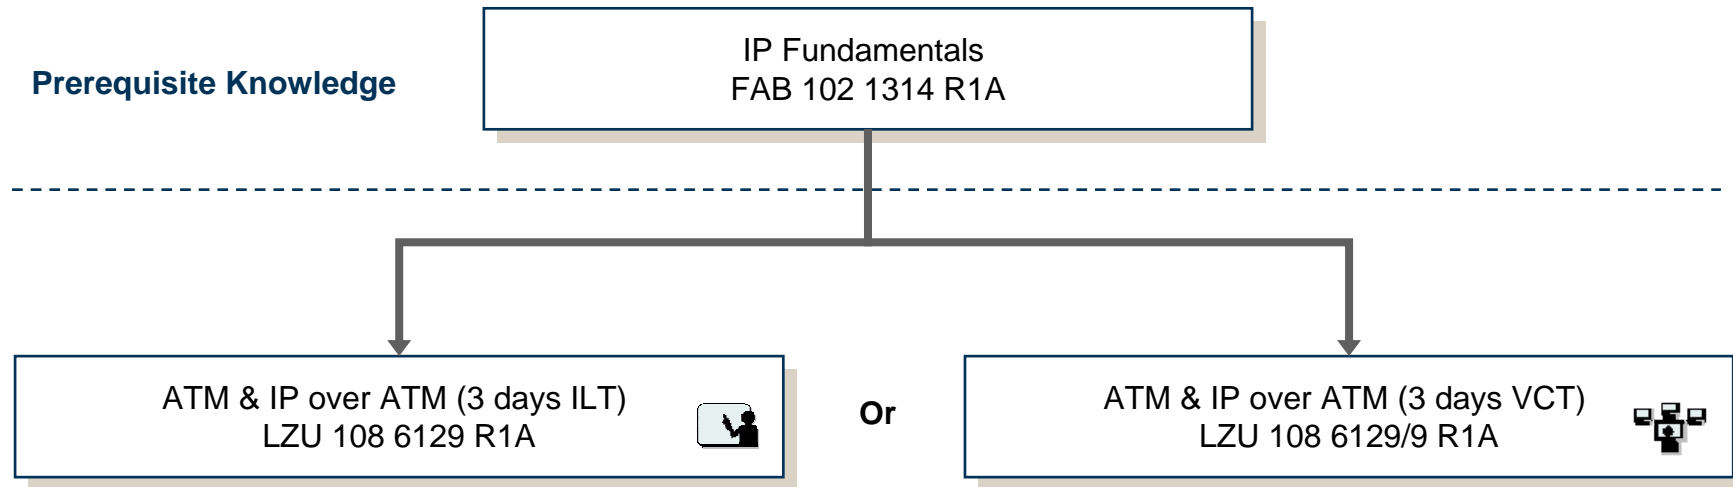 Prerequisite Knowledge
IP Fundamentals
FAB 102 1314 R1A
ATM & IP over ATM (3 days ILT)
LZU 108 6129 R1A
Or
ATM & IP over ATM (3 days VCT)
LZU 108 6129/9 R1A